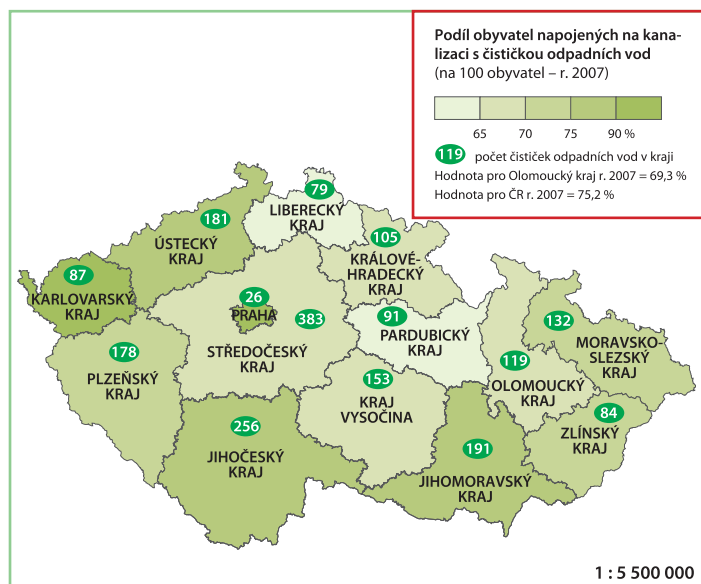 Podíl obyvatel napojených na kana-
lizaci s čističkou odpadních vod
(na 100 obyvatel – r. 2007)
65 70 75 90 %
119 počet čističek odpadních vod v kraji
Hodnota pro Olomoucký kraj r. 2007 = 69,3 %
Hodnota pro ČR r. 2007 = 75,2 %
79
LIBERECKÝ
KRAJ
181
ÚSTECKÝ
KRAJ
105
KRÁLOVÉ-
HRADECKÝ
KRAJ
87
KARLOVARSKÝ
KRAJ
26
PRAHA
383
STŘEDOČESKÝ
KRAJ
91
PARDUBICKÝ
KRAJ
132
MORAVSKO-
SLEZSKÝ
KRAJ
178
PLZEŇSKÝ
KRAJ
119
OLOMOUCKÝ
KRAJ
153
KRAJ
VYSOČINA
84
ZLÍNSKÝ
KRAJ
256
JIHOČESKÝ
KRAJ
191
JIHOMORAVSKÝ
KRAJ
1 : 5 500 000